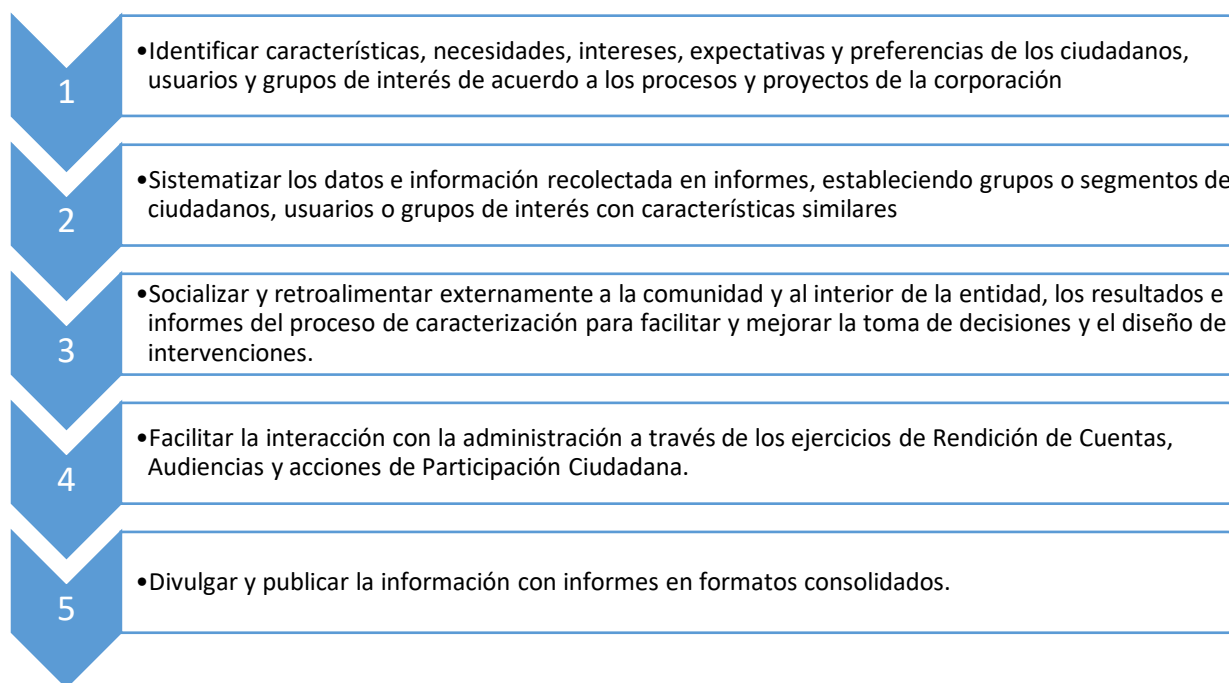 1
•Identificar características, necesidades, intereses, expectativas y preferencias de los ciudadanos,
usuarios y grupos de interés de acuerdo a los procesos y proyectos de la corporación
2
•Sistematizar los datos e información recolectada en informes, estableciendo grupos o segmentos de
ciudadanos, usuarios o grupos de interés con características similares
3
•Socializar y retroalimentar externamente a la comunidad y al interior de la entidad, los resultados e
informes del proceso de caracterización para facilitar y mejorar la toma de decisiones y el diseño de
intervenciones.
4
•Facilitar la interacción con la administración a través de los ejercicios de Rendición de Cuentas,
Audiencias y acciones de Participación Ciudadana.
5
•Divulgar y publicar la información con informes en formatos consolidados.